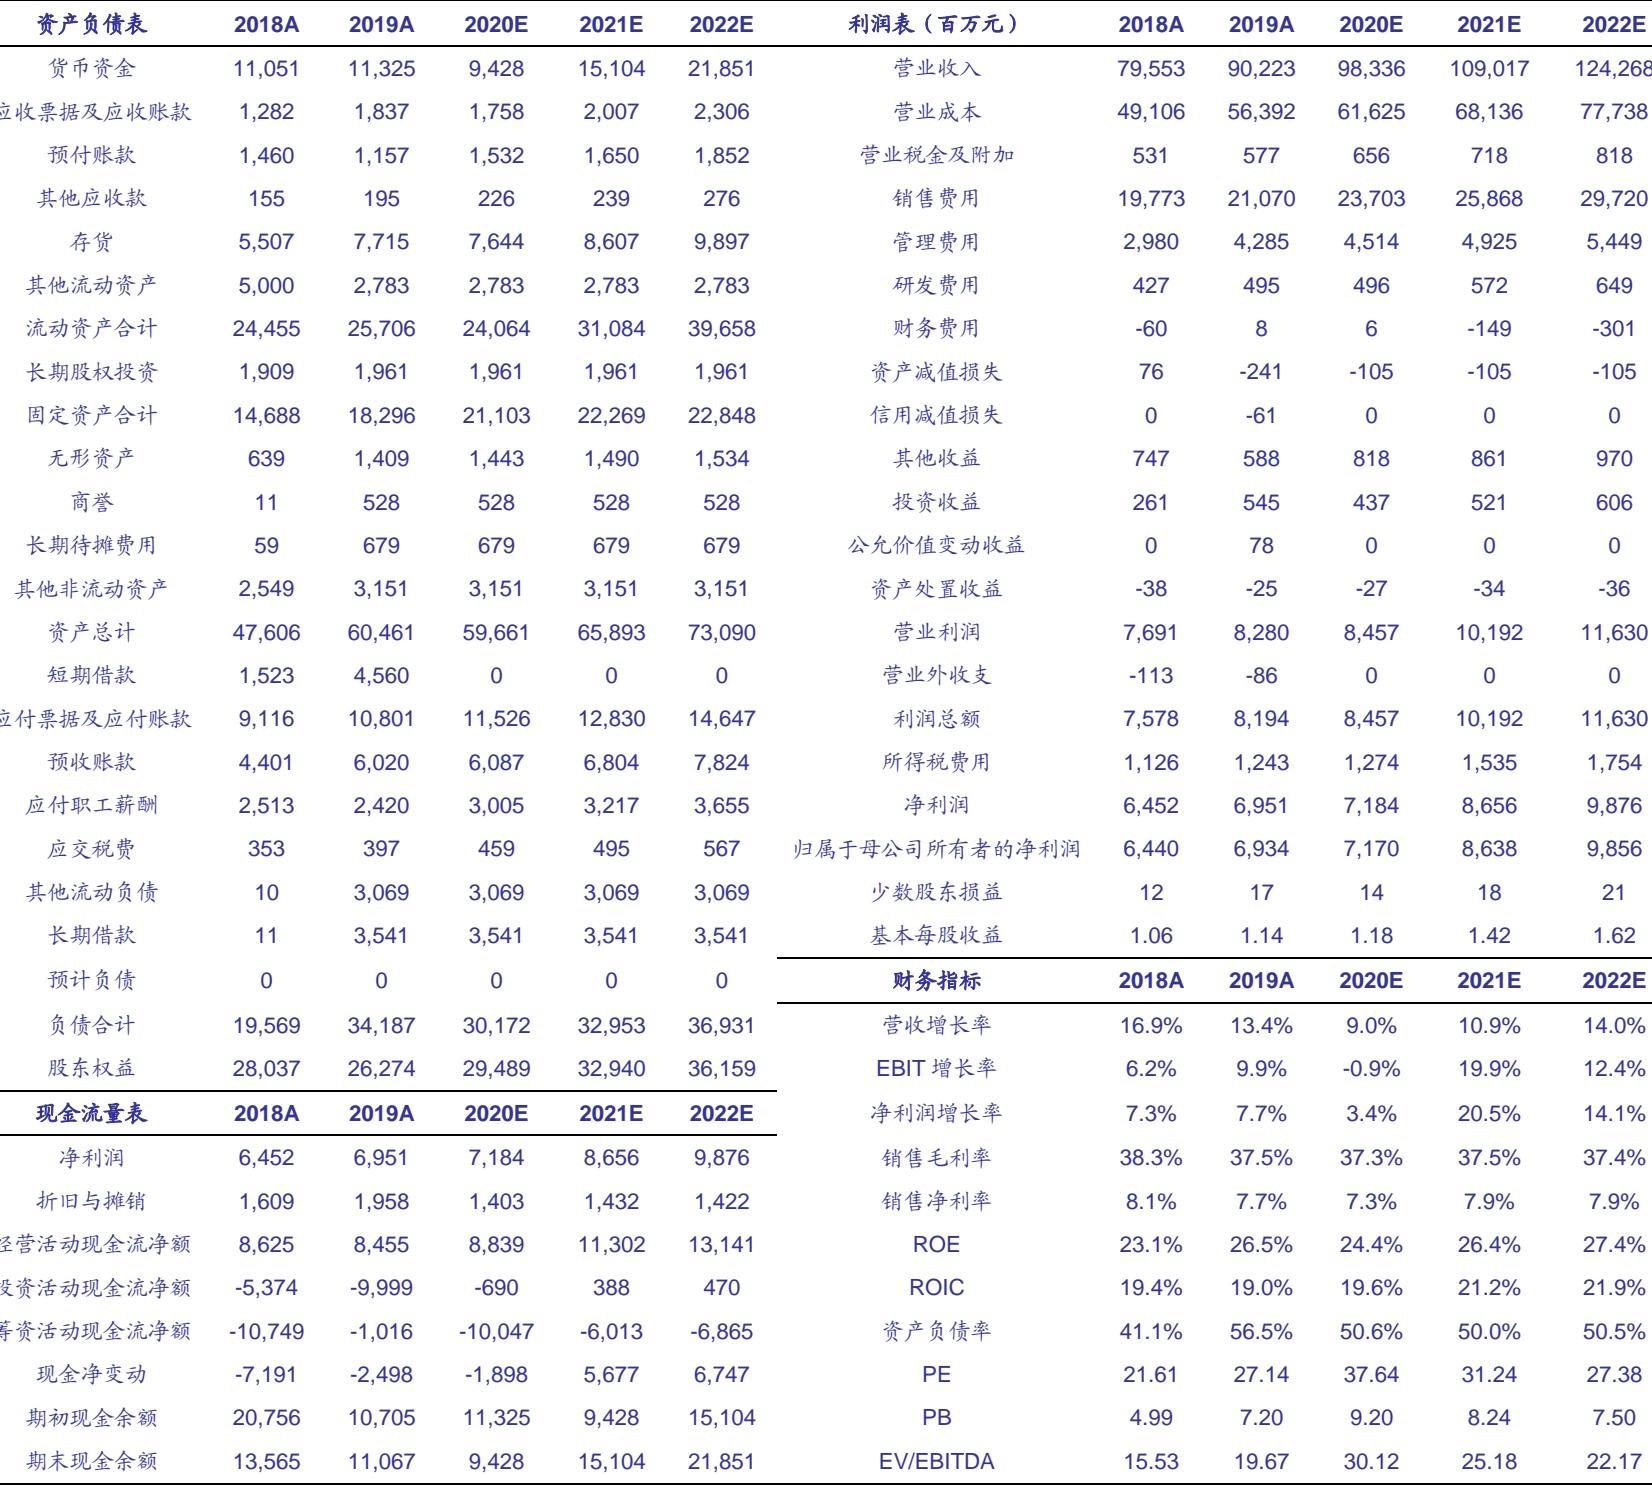 资产负债表 2018A 2019A 2020E 2021E 2022E
货币资金 11,051 11,325 9,428 15,104 21,851
应收票据及应收账款 1,282 1,837 1,758 2,007 2,306
预付账款 1,460 1,157 1,532 1,650 1,852
其他应收款 155 195 226 239 276
存货 5,507 7,715 7,644 8,607 9,897
其他流动资产 5,000 2,783 2,783 2,783 2,783
流动资产合计 24,455 25,706 24,064 31,084 39,658
长期股权投资 1,909 1,961 1,961 1,961 1,961
固定资产合计 14,688 18,296 21,103 22,269 22,848
无形资产 639 1,409 1,443 1,490 1,534
商誉 11 528 528 528 528
长期待摊费用 59 679 679 679 679
其他非流动资产 2,549 3,151 3,151 3,151 3,151
资产总计 47,606 60,461 59,661 65,893 73,090
短期借款 1,523 4,560 0 0 0
应付票据及应付账款 9,116 10,801 11,526 12,830 14,647
预收账款 4,401 6,020 6,087 6,804 7,824
应付职工薪酬 2,513 2,420 3,005 3,217 3,655
应交税费 353 397 459 495 567
其他流动负债 10 3,069 3,069 3,069 3,069
长期借款 11 3,541 3,541 3,541 3,541
预计负债 0 0 0 0 0
负债合计 19,569 34,187 30,172 32,953 36,931
股东权益 28,037 26,274 29,489 32,940 36,159
现金流量表 2018A 2019A 2020E 2021E 2022E
净利润 6,452 6,951 7,184 8,656 9,876
折旧与摊销 1,609 1,958 1,403 1,432 1,422
经营活动现金流净额 8,625 8,455 8,839 11,302 13,141
投资活动现金流净额 -5,374 -9,999 -690 388 470
筹资活动现金流净额 -10,749 -1,016 -10,047 -6,013 -6,865
现金净变动 -7,191 -2,498 -1,898 5,677 6,747
期初现金余额 20,756 10,705 11,325 9,428 15,104
期末现金余额 13,565 11,067 9,428 15,104 21,851
利润表（百万元） 2018A 2019A 2020E 2021E 2022E
营业收入 79,553 90,223 98,336 109,017 124,268
营业成本 49,106 56,392 61,625 68,136 77,738
营业税金及附加 531 577 656 718 818
销售费用 19,773 21,070 23,703 25,868 29,720
管理费用 2,980 4,285 4,514 4,925 5,449
研发费用 427 495 496 572 649
财务费用 -60 8 6 -149 -301
资产减值损失 76 -241 -105 -105 -105
信用减值损失 0 -61 0 0 0
其他收益 747 588 818 861 970
投资收益 261 545 437 521 606
公允价值变动收益 0 78 0 0 0
资产处置收益 -38 -25 -27 -34 -36
营业利润 7,691 8,280 8,457 10,192 11,630
营业外收支 -113 -86 0 0 0
利润总额 7,578 8,194 8,457 10,192 11,630
所得税费用 1,126 1,243 1,274 1,535 1,754
净利润 6,452 6,951 7,184 8,656 9,876
归属于母公司所有者的净利润 6,440 6,934 7,170 8,638 9,856
少数股东损益 12 17 14 18 21
基本每股收益 1.06 1.14 1.18 1.42 1.62
财务指标 2018A 2019A 2020E 2021E 2022E
营收增长率 16.9% 13.4% 9.0% 10.9% 14.0%
EBIT 增长率 6.2% 9.9% -0.9% 19.9% 12.4%
净利润增长率 7.3% 7.7% 3.4% 20.5% 14.1%
销售毛利率 38.3% 37.5% 37.3% 37.5% 37.4%
销售净利率 8.1% 7.7% 7.3% 7.9% 7.9%
ROE 23.1% 26.5% 24.4% 26.4% 27.4%
ROIC 19.4% 19.0% 19.6% 21.2% 21.9%
资产负债率 41.1% 56.5% 50.6% 50.0% 50.5%
PE 21.61 27.14 37.64 31.24 27.38
PB 4.99 7.20 9.20 8.24 7.50
EV/EBITDA 15.53 19.67 30.12 25.18 22.17